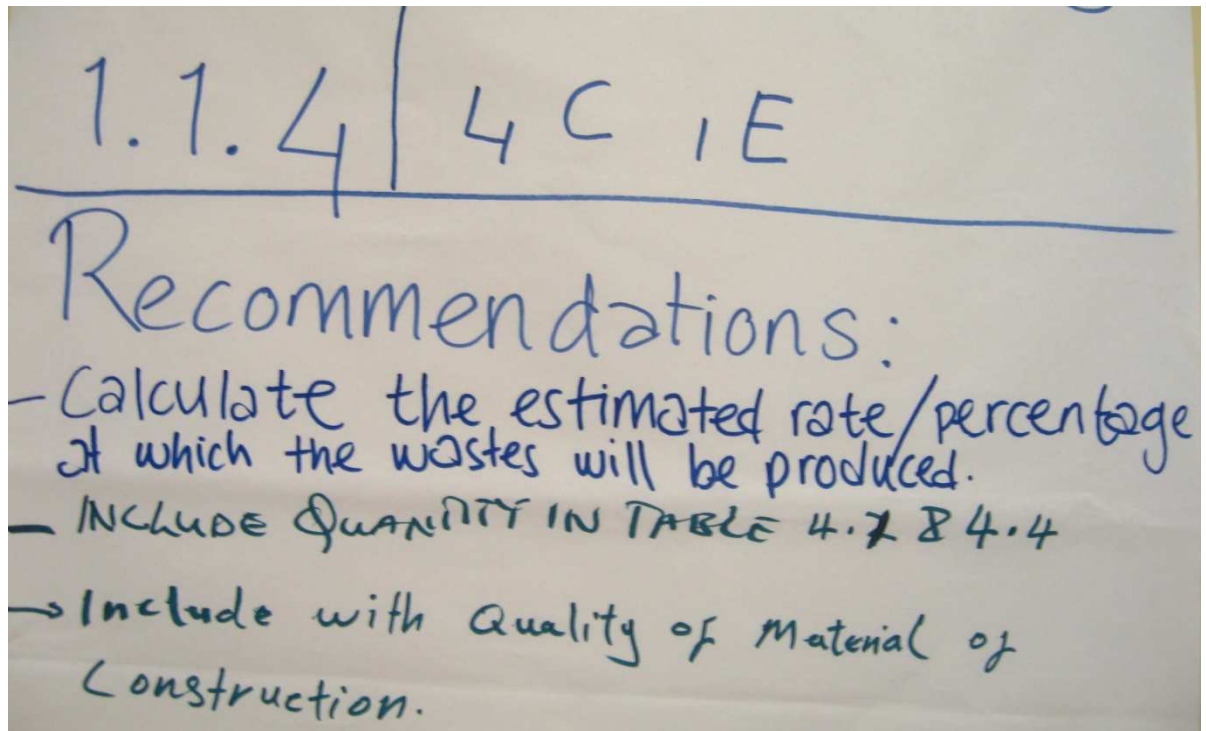 1.1.4 | 4 C , E
Recommendations:
- Calculate the estimated rate/percentage
at which the wastes will be produced.
- INCLUDE QUANTITY IN TABLE 4. & 4.4
→ Include with Quality of Material of
Construction.